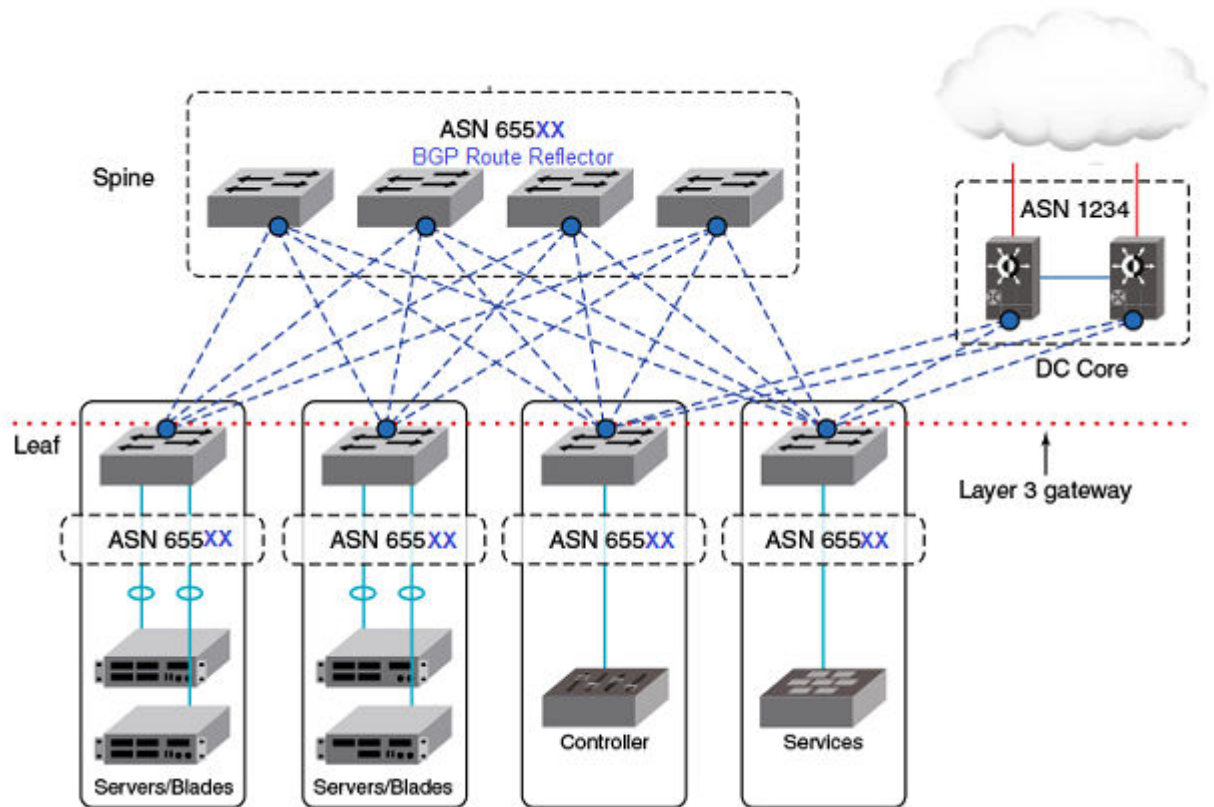 ASN 655XX
BGP Route Reflector
Spine
ASN 1234
DC Core
Leaf
Layer 3 gateway
ASN 655XX
ASN 655XX
ASN 655XX
ASN 655XX
Controller
Services
Servers/Blades
Servers/Blades